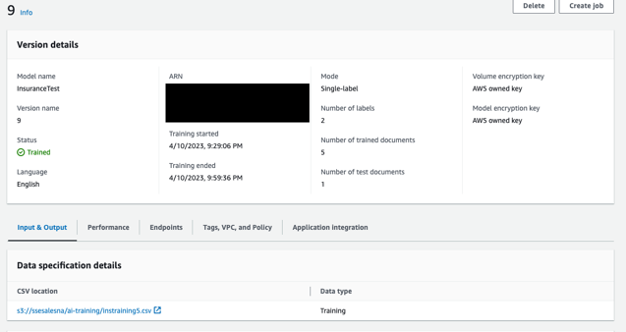 9 Info
Delete
Create job
Version details
Model name
InsuranceTest
Version name
9
Status
Trained
Language
English
ARN
Training started
4/10/2023, 9:29:06 PM
Training ended
4/10/2023, 9:59:36 PM
Mode
Single-label
Number of labels
2
Number of trained documents
5
Number of test documents
1
Volume encryption key
AWS owned key
Model encryption key
AWS owned key
Input & Output
Performance
Endpoints
Tags, VPC, and Policy
Application integration
Data specification details
CSV location
Data type
s3://ssesalesna/ai-training/instraining5.csv
Training